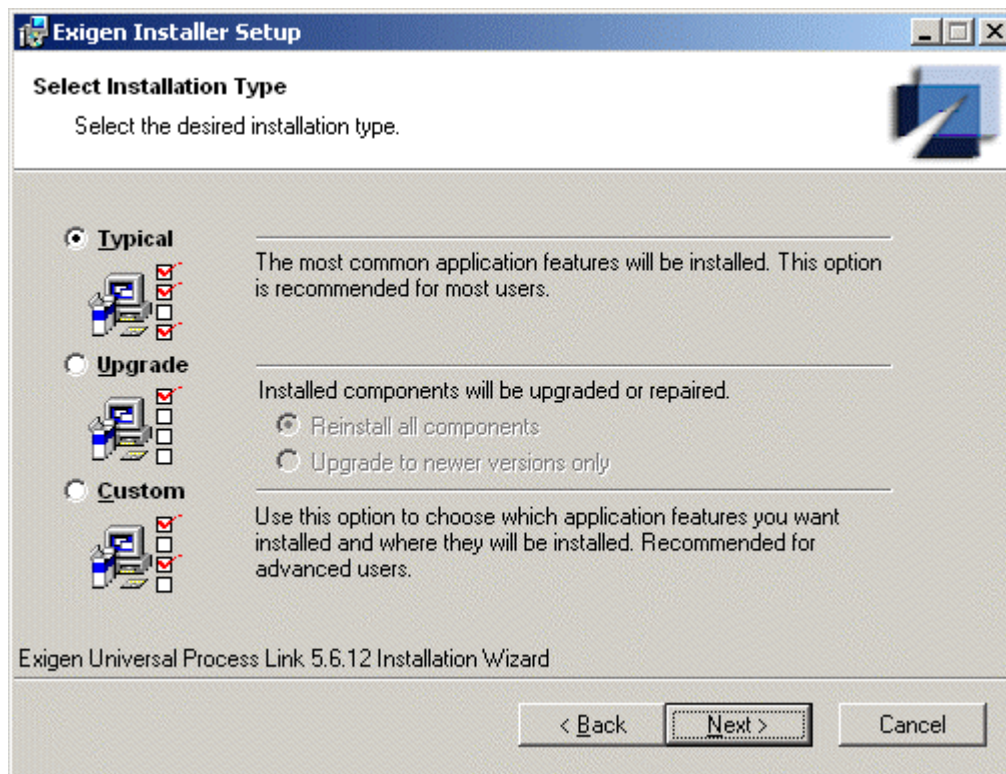 Exigen Installer Setup
Select Installation Type
Select the desired installation type.
Typical
The most common application features will be installed. This option
is recommended for most users.
Upgrade
Installed components will be upgraded or repaired.
Reinstall all components
Upgrade to newer versions only
Custom
Use this option to choose which application features you want
installed and where they will be installed. Recommended for
advanced users.
Exigen Universal Process Link 5.6.12 Installation Wizard
< Back
Next >
Cancel